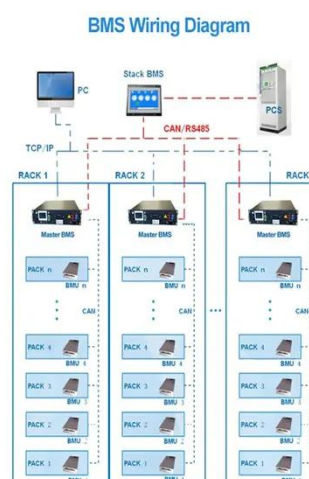 BMS Wiring Diagram
PC
Stack BMS
PCS
CAN/RS485
TCP/IP
RACK 1
RACK 2
RACK
Master BMS
Master BMS
Master BMS
PACK n
BMU n
PACK n
BMU n
PACK n
BMU n
CAN
CAN
CAN
PACK 4
BMU 4
PACK 4
BMU 4
PACK 4
BMU 4
PACK 3
BMU 3
PACK 3
BMU 3
PACK 3
BMU 3
PACK 2
BMU 2
PACK 2
BMU 2
PACK 2
BMU 2
PACK 1
PACK 1
PACK 1